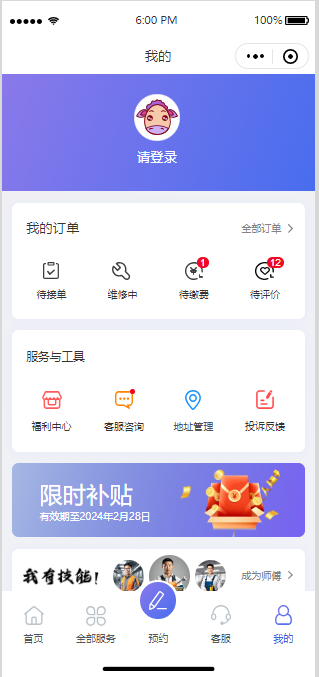 6:00 PM
100%
我的
请登录
我的订单
全部订单
1
12
待接单
维修中
待缴费
待评价
服务与工具
福利中心
客服咨询
地址管理
投诉反馈
限时补贴
有效期至2024年2月28日
我有技能!
成为师傅
首页
全部服务
预约
客服
我的